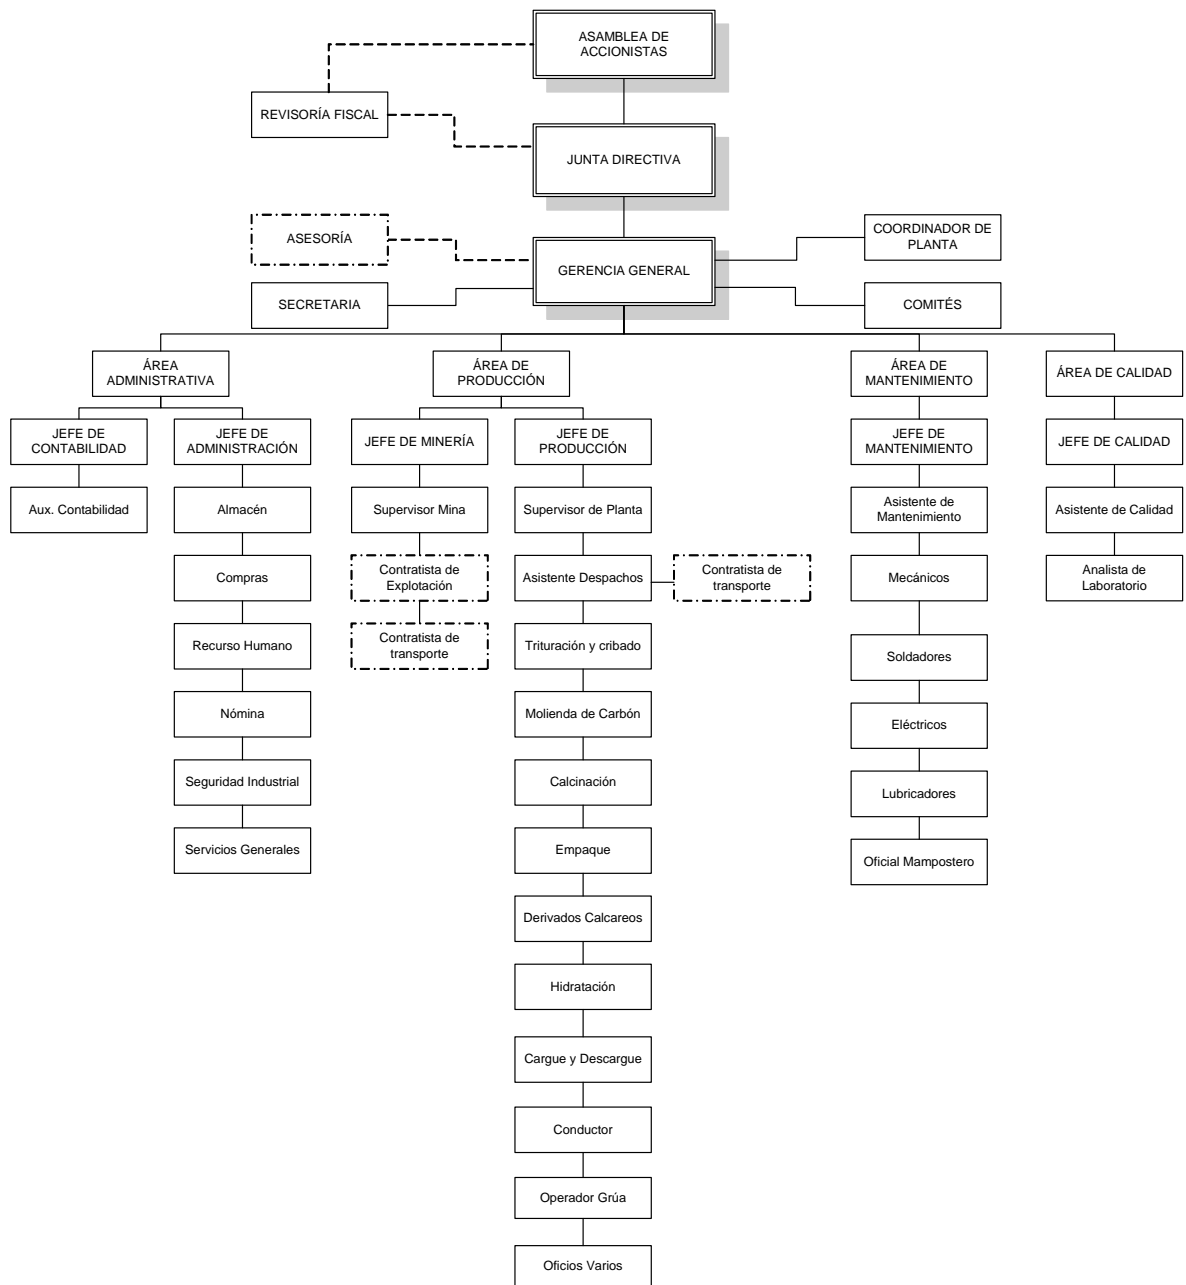 ASAMBLEA DE
ACCIONISTAS
REVISORÍA FISCAL
JUNTA DIRECTIVA
ASESORÍA
COORDINADOR DE
PLANTA
GERENCIA GENERAL
SECRETARIA
COMITÉS
ÁREA
ADMINISTRATIVA
ÁREA DE
PRODUCCIÓN
ÁREA DE
MANTENIMIENTO
ÁREA DE CALIDAD
JEFE DE
CONTABILIDAD
JEFE DE
ADMINISTRACIÓN
JEFE DE MINERÍA
JEFE DE
PRODUCCIÓN
JEFE DE
MANTENIMIENTO
JEFE DE CALIDAD
Aux. Contabilidad
Almacén
Supervisor Mina
Supervisor de Planta
Asistente de
Mantenimiento
Asistente de Calidad
Compras
Contratista de
Explotación
Asistente Despachos
Contratista de
transporte
Mecánicos
Analista de
Laboratorio
Recurso Humano
Contratista de
transporte
Trituración y cribado
Soldadores
Nómina
Molienda de Carbón
Eléctricos
Seguridad Industrial
Calcinación
Lubricadores
Servicios Generales
Empaque
Oficial Mampostero
Derivados Calcareos
Hidratación
Cargue y Descargue
Conductor
Operador Grúa
Oficios Varios